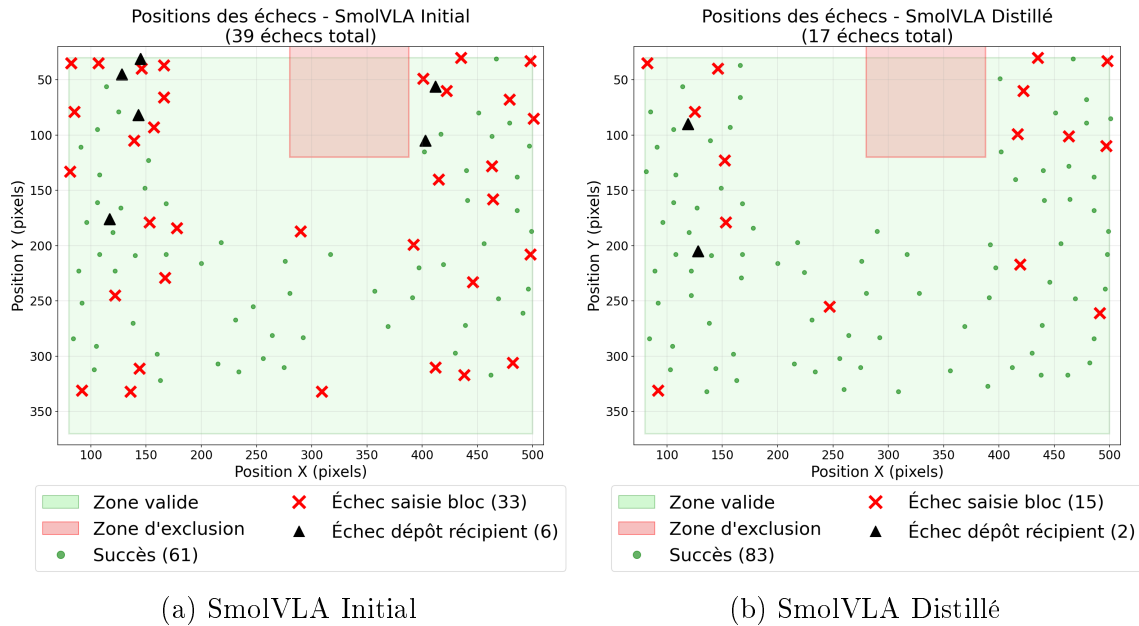 Positions des échecs - SmolVLA Initial
(39 échecs total)
50
100
150
200
250
300
350
Position Y (pixels)
100 150 200 250 300 350 400 450 500
Position X (pixels)
Zone valide
Zone d'exclusion
Succès (61)
Échec saisie bloc (33)
Échec dépôt récipient (6)
(a) SmolVLA Initial
Positions des échecs - SmolVLA Distillé
(17 échecs total)
50
100
150
200
250
300
350
Position Y (pixels)
100 150 200 250 300 350 400 450 500
Position X (pixels)
Zone valide
Zone d'exclusion
Succès (83)
Échec saisie bloc (15)
Échec dépôt récipient (2)
(b) SmolVLA Distillé